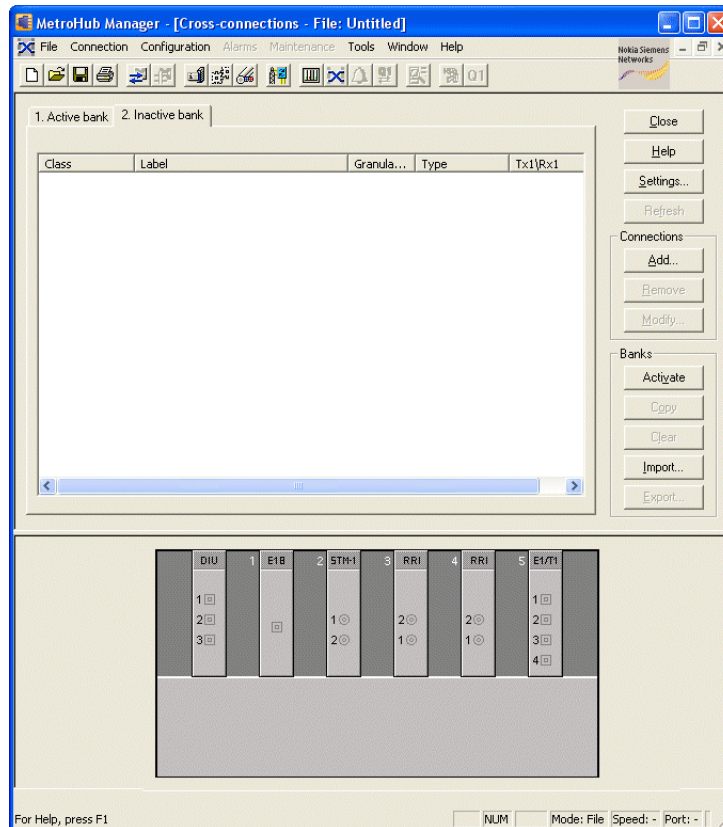 MetroHub Manager - [Cross-connections - File: Untitled]
File Connection Configuration Alarms Maintenance Tools Window Help
Nokia Siemens
Networks
Q1
1. Active bank 2. Inactive bank
Class Label Granula... Type Tx1\Rx1
Close
Help
Settings...
Refresh
Connections
Add...
Remove
Modify...
Banks
Activate
Copy
Clear
Import...
Export...
DIU 1 E1B 2 STM-1 3 RRI 4 RRI 5 E1/T1
1 1
2 1 2 2 2
3 2 1 1 3
4
For Help, press F1 NUM Mode: File Speed: - Port: -